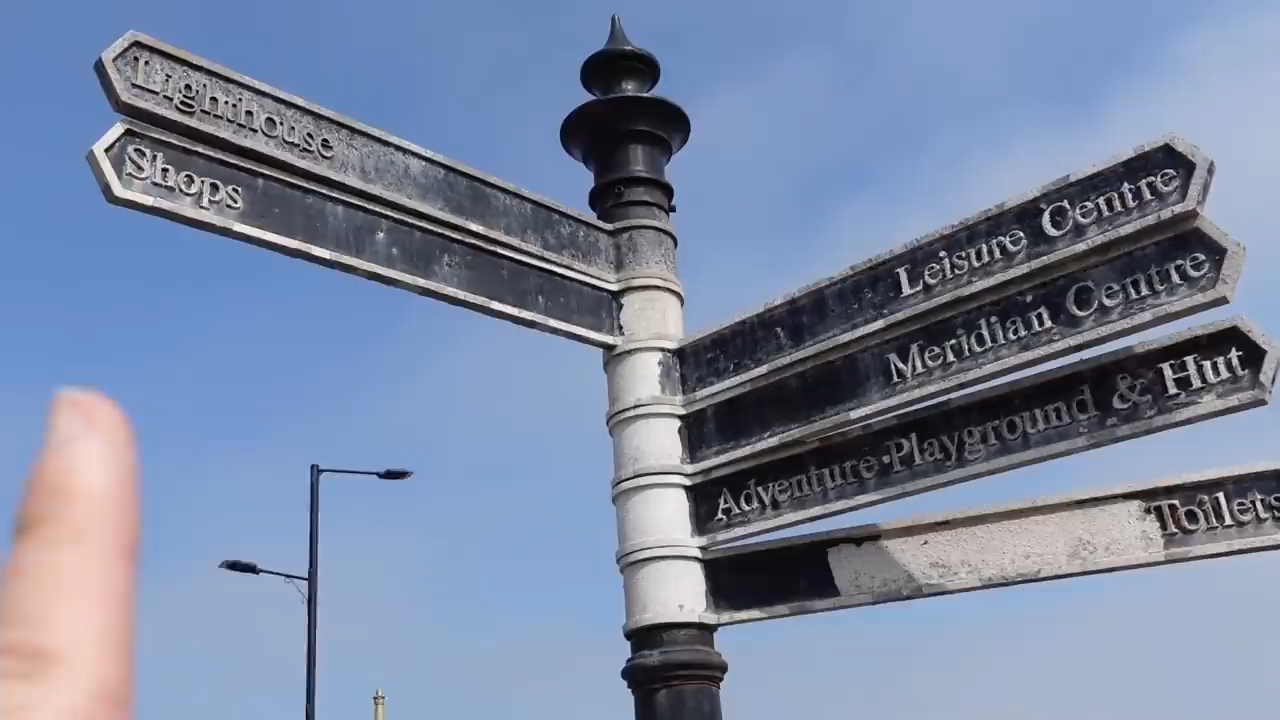 Lighthouse
Shops
Leisure Centre
Meridian Centre
Adventure·Playground & Hut
Toilets